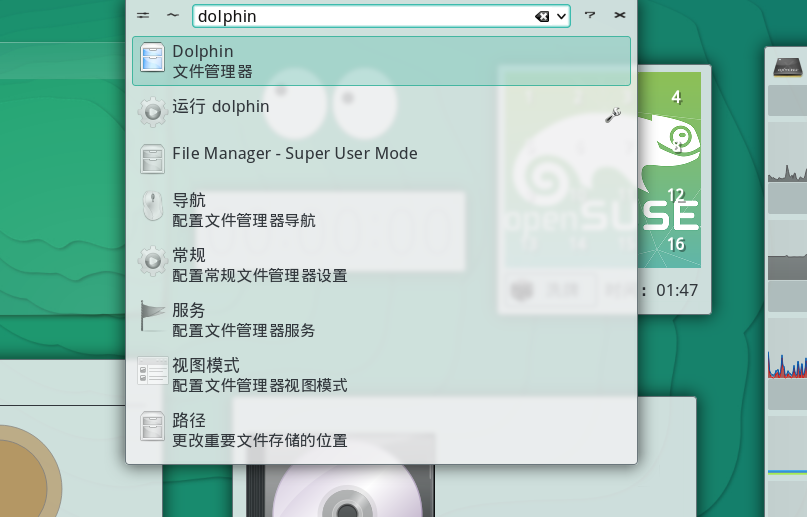 dolphin
Dolphin
文件管理器
运行 dolphin
File Manager - Super User Mode
导航
配置文件管理器导航
常规
配置常规文件管理器设置
服务
配置文件管理器服务
视图模式
配置文件管理器视图模式
路径
更改重要文件存储的位置
4
8
12
openSUSE
16
: 01:47